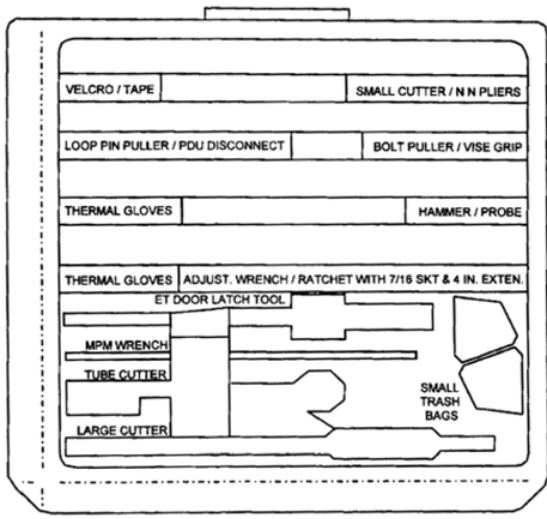 VELCRO / TAPE
SMALL CUTTER / N N PLIERS
LOOP PIN PULLER / PDU DISCONNECT
BOLT PULLER / VISE GRIP
THERMAL GLOVES
HAMMER / PROBE
THERMAL GLOVES
ADJUST. WRENCH / RATCHET WITH 7/16 SKT & 4 IN. EXTEN.
ET DOOR LATCH TOOL
MPM WRENCH
TUBE CUTTER
SMALL
TRASH
BAGS
LARGE CUTTER